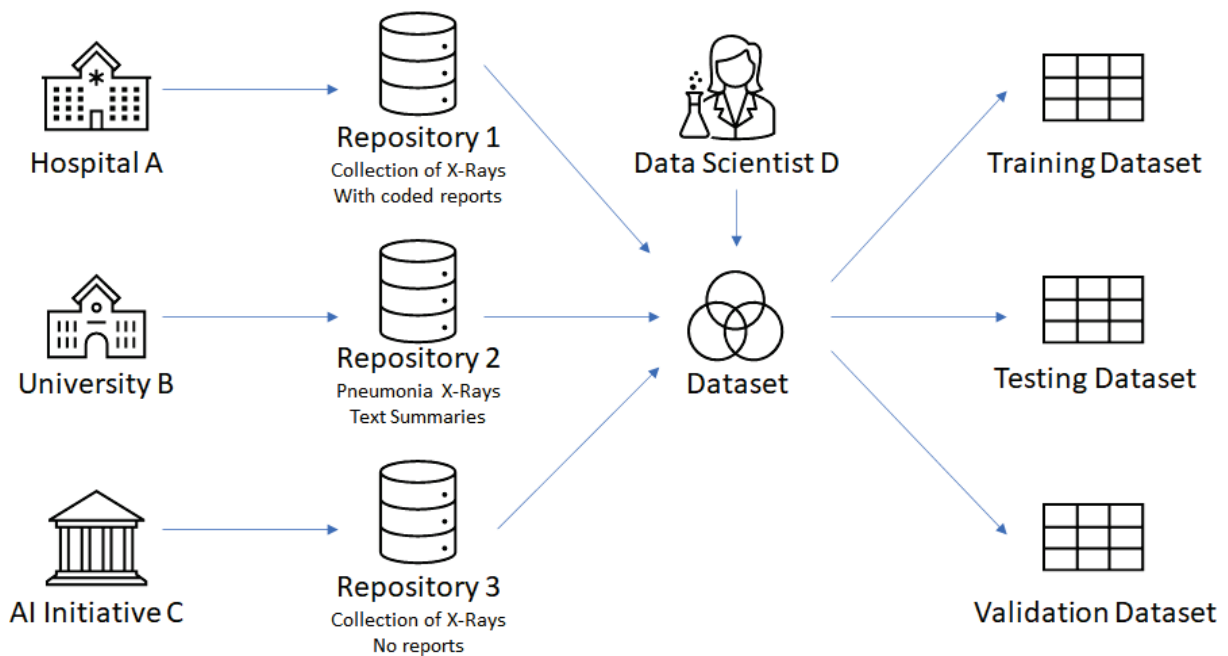 Hospital A
Repository 1
Collection of X-Rays
With coded reports
Data Scientist D
Training Dataset
University B
Repository 2
Pneumonia X-Rays
Text Summaries
Dataset
Testing Dataset
AI Initiative C
Repository 3
Collection of X-Rays
No reports
Validation Dataset